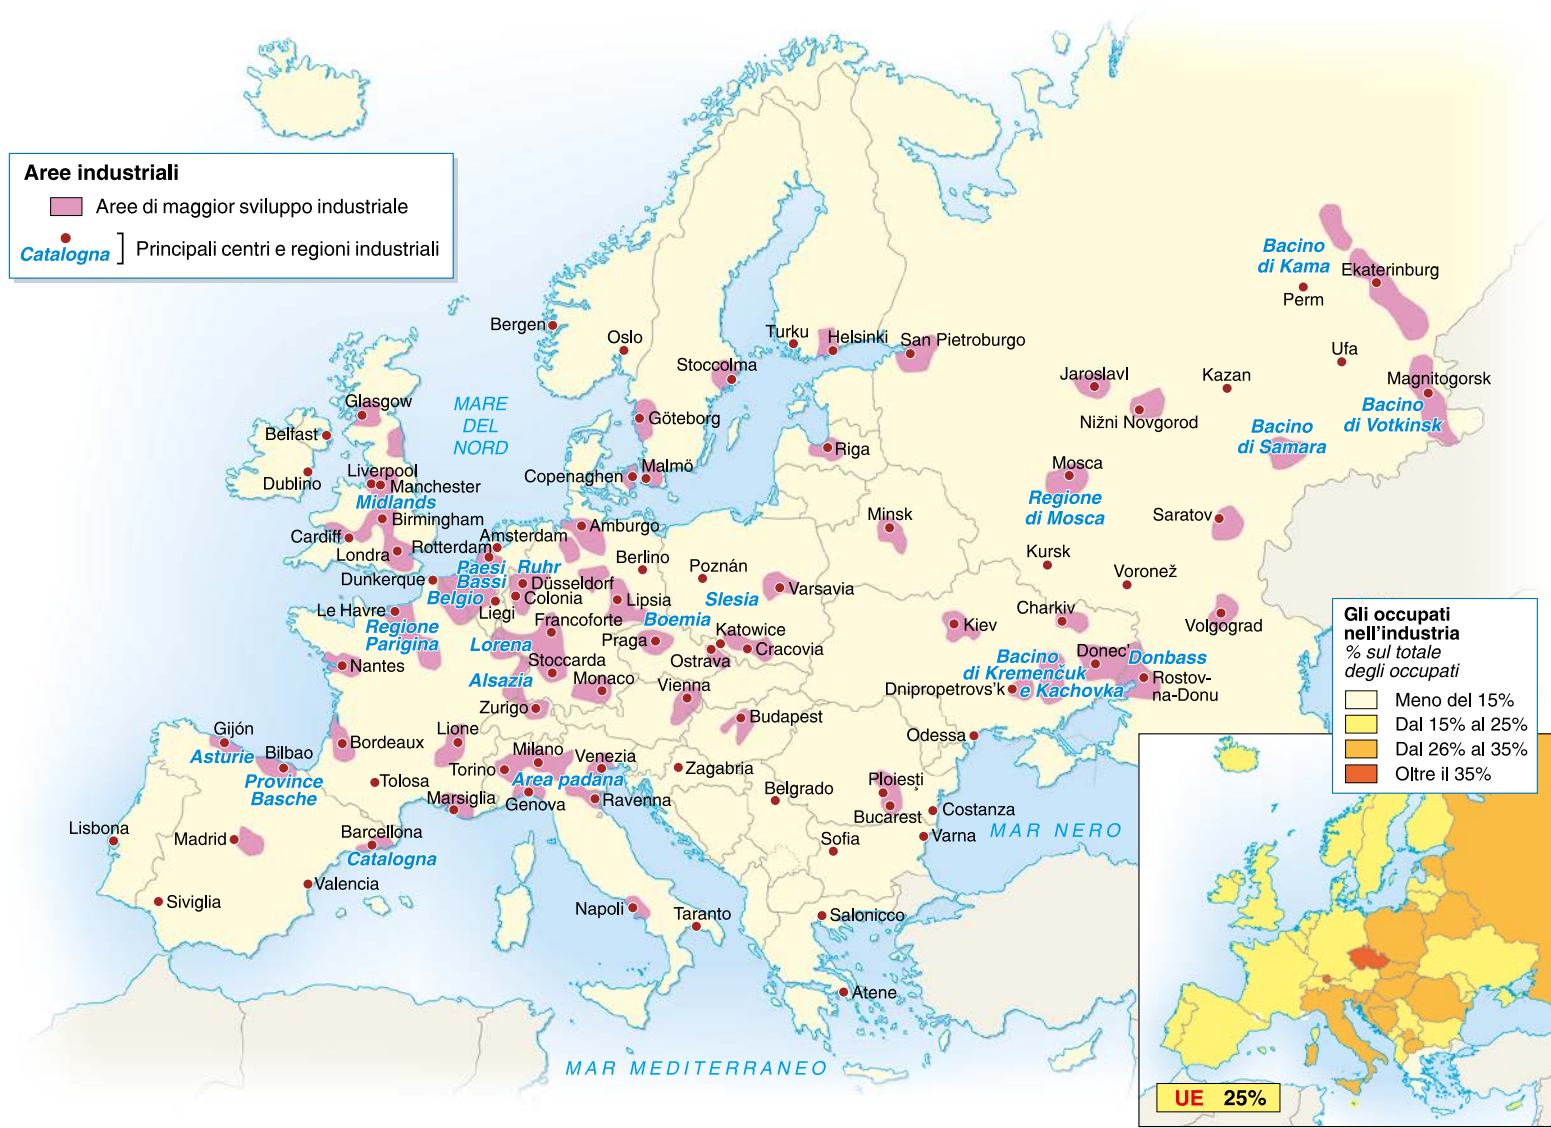 Aree industriali
Aree di maggior sviluppo industriale
Catalogna
Principali centri e regioni industriali
Bacino
di Kama
Ekaterinburg
Perm
Bergen
Oslo
Turku
Helsinki
San Pietroburgo
Ufa
Stoccolma
Jaroslavl
Kazan
Magnitogorsk
Bacino
di Votkinsk
Glasgow
MARE
DEL
NORD
Göteborg
Nižni Novgorod
Bacino
di Samara
Belfast
Riga
Mosca
Regione
di Mosca
Dublino
Liverpool
Manchester
Midlands
Copenaghen
Malmö
Birmingham
Cardiff
Londra
Rotterdam
Amsterdam
Amburgo
Minsk
Saratov
Kursk
Voronež
Dunkerque
Paesi
Bassi
Belgio
Ruhr
Düsseldorf
Colonia
Liegi
Berlino
Poznán
Varsavia
Slesia
Lipsia
Boemia
Le Havre
Regione
Parigina
Francoforte
Praga
Katowice
Cracovia
Ostrava
Kiev
Charkiv
Volgograd
Lorena
Nantes
Stoccarda
Alsazia
Monaco
Vienna
Zurigo
Bacino
di Kremenčuk
e Kachovka
Donec'
Donbass
Rostov-
na-Donu
Dnipropetrovs'k
Budapest
Odessa
Gijón
Asturie
Bilbao
Province
Basche
Bordeaux
Lione
Milano
Venezia
Torino
Area padana
Zagabria
Tolosa
Marsiglia
Genova
Ravenna
Belgrado
Ploiești
Bucarest
Costanza
MAR NERO
Varna
Sofia
Lisbona
Madrid
Barcellona
Catalogna
Valencia
Siviglia
Napoli
Taranto
Salonicco
Atene
MAR MEDITERRANEO
Gli occupati
nell'industria
% sul totale
degli occupati
Meno del 15%
Dal 15% al 25%
Dal 26% al 35%
Oltre il 35%
UE 25%